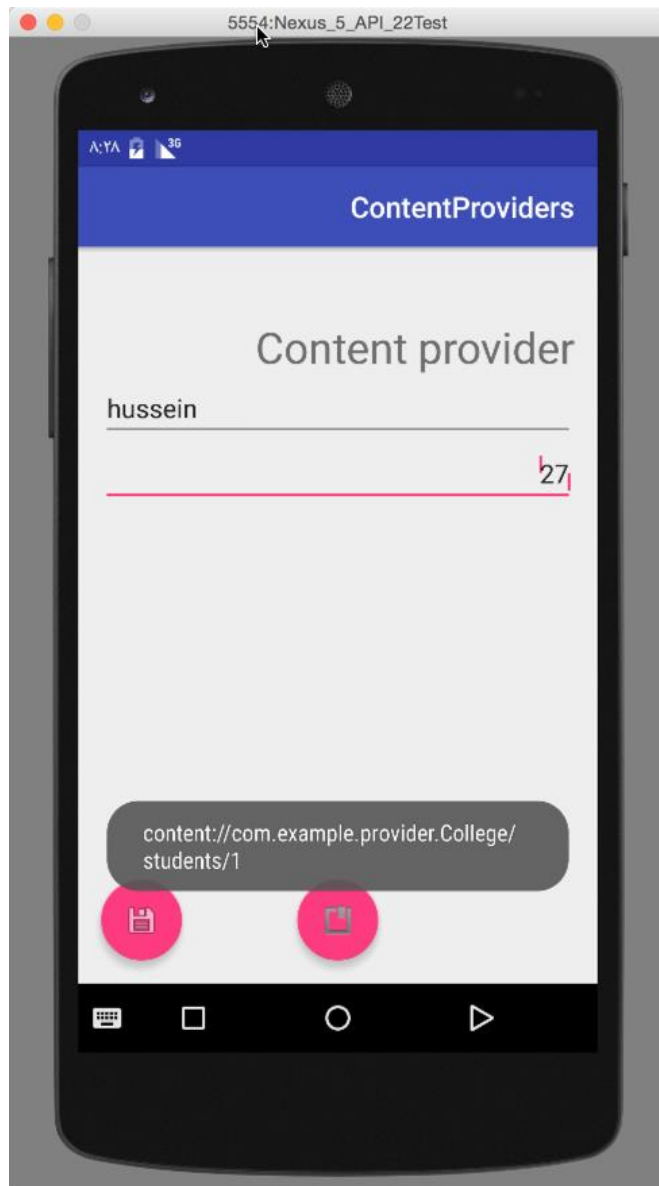 5554:Nexus_5_API_22Test
٨:٢٨ 3G
ContentProviders
Content provider
hussein
27
content://com.example.provider.College/
students/1